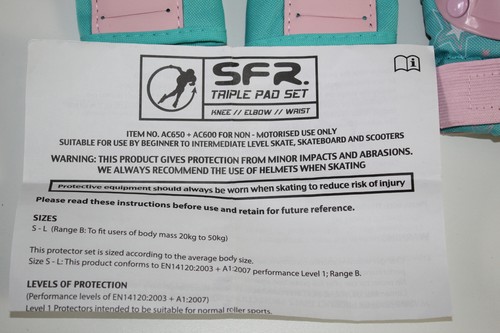 SFR.
TRIPLE PAD SET
KNEE // ELBOW // WRIST
ITEM NO. AC650 + AC600 FOR NON - MOTORISED USE ONLY
SUITABLE FOR USE BY BEGINNER TO INTERMEDIATE LEVEL SKATE, SKATEBOARD AND SCOOTERS
WARNING: THIS PRODUCT GIVES PROTECTION FROM MINOR IMPACTS AND ABRASIONS.
WE ALWAYS RECOMMEND THE USE OF HELMETS WHEN SKATING
Protective equipment should always be worn when skating to reduce risk of injury
Please read these instructions before use and retain for future reference.
SIZES
S - L (Range B: To fit users of body mass 20kg to 50kg)
This protector set is sized according to the average body size.
Size S - L: This product conforms to EN14120:2003 + A1:2007 performance Level 1; Range B.
LEVELS OF PROTECTION
(Performance levels of EN14120:2003 + A1:2007)
Level 1 Protectors intended to be suitable for normal roller sports.